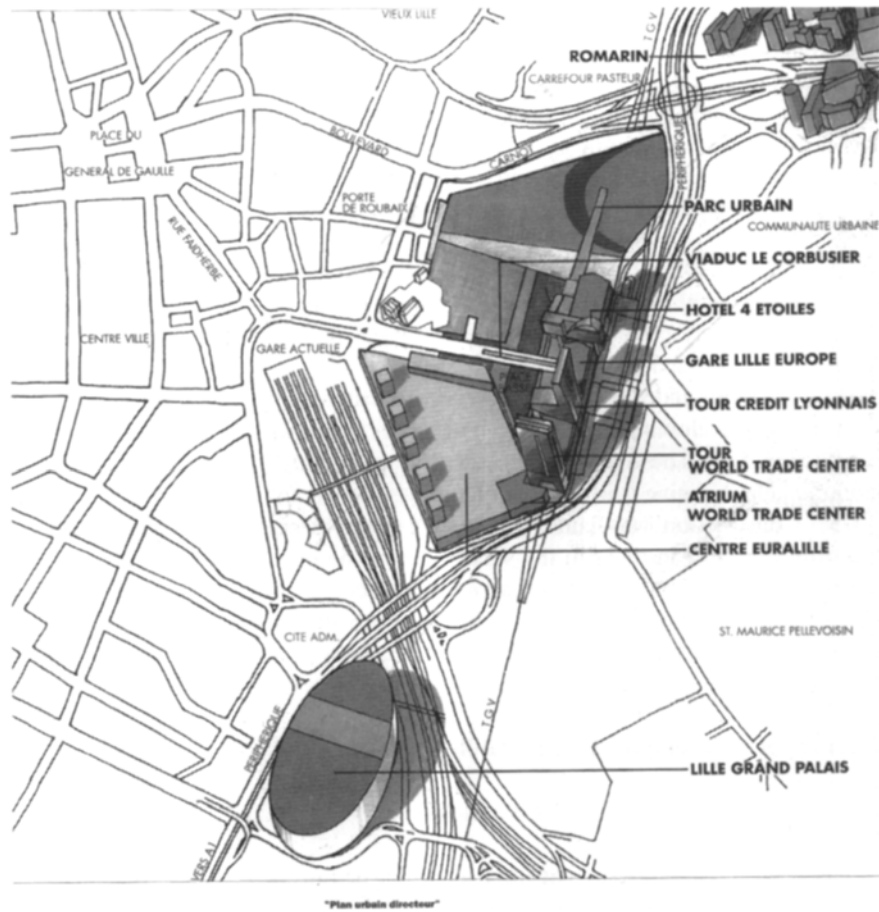 VIEUX LILLE
TGV
ROMARIN
CARREFOUR PASTEUR
PLACE DU
GENERAL DE GAULLE
BOULEVARD
CARNOT
PERIPHERIQUE
PORTE
DE ROUBAIX
PARC URBAIN
COMMUNAUTE URBAINE
RUE FAIDHERBE
VIADUC LE CORBUSIER
HOTEL 4 ETOILES
CENTRE VILLE
GARE ACTUELLE
GARE LILLE EUROPE
TOUR CREDIT LYONNAIS
TOUR
WORLD TRADE CENTER
ATRIUM
WORLD TRADE CENTER
CENTRE EURALILLE
CITE ADM.
ST. MAURICE PELLEVOISIN
PERIPHERIQUE
TGV
LILLE GRAND PALAIS
VERS A1
"Plan urbain directeur"